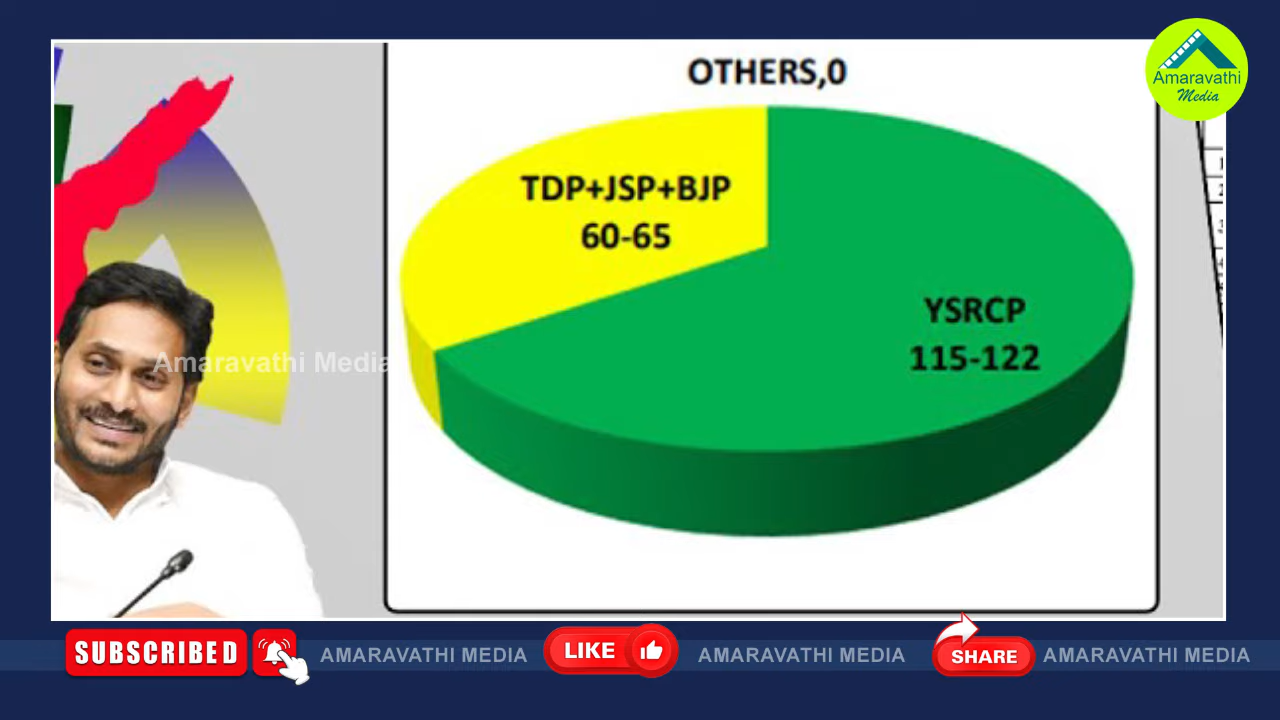 OTHERS,0
TDP+JSP+BJP
60-65
YSRCP
115-122
Amaravathi
Media
Amaravathi Media
SUBSCRIBED
AMARAVATHI MEDIA
LIKE
AMARAVATHI MEDIA
SHARE
AMARAVATHI MEDIA